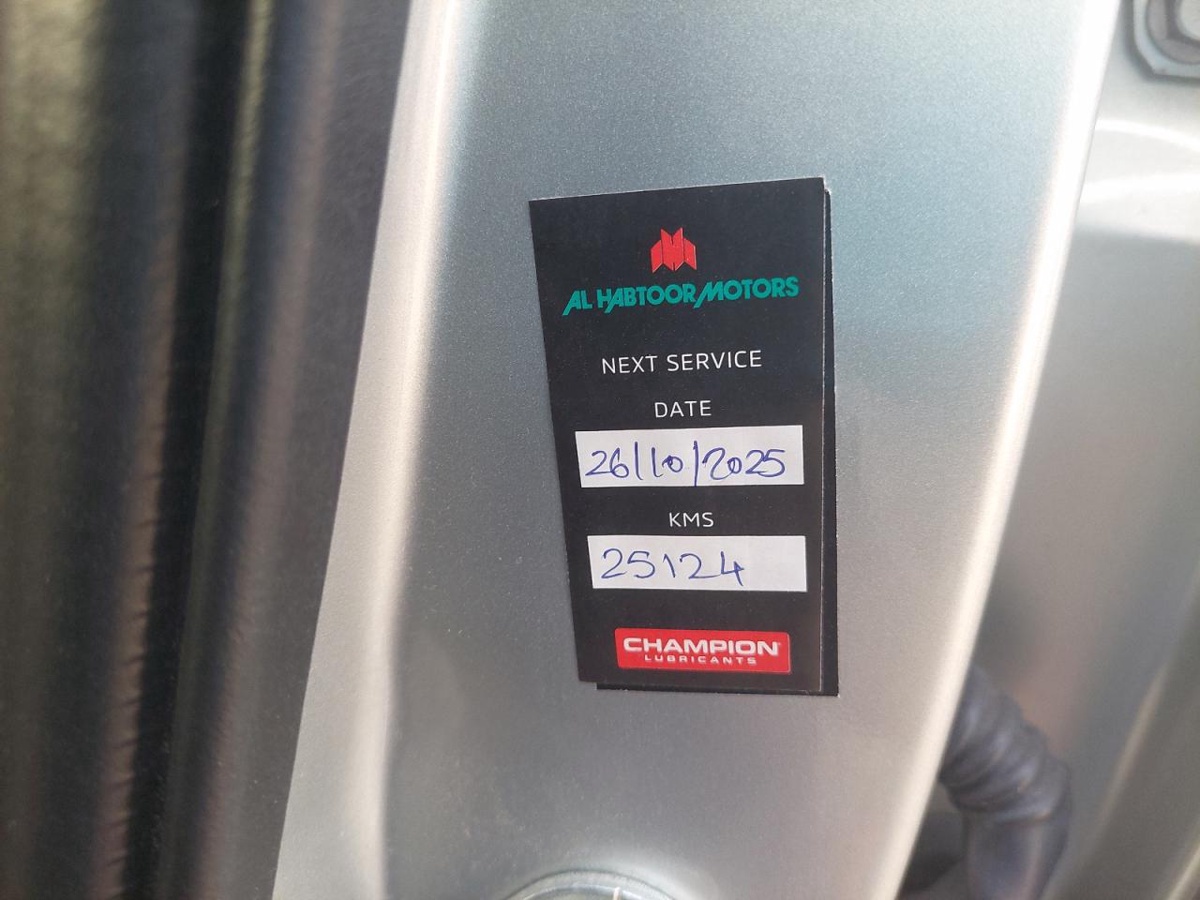 AL HABTOOR MOTORS
NEXT SERVICE
DATE
26/10/2025
KMS
25124
CHAMPION
LUBRICANTS